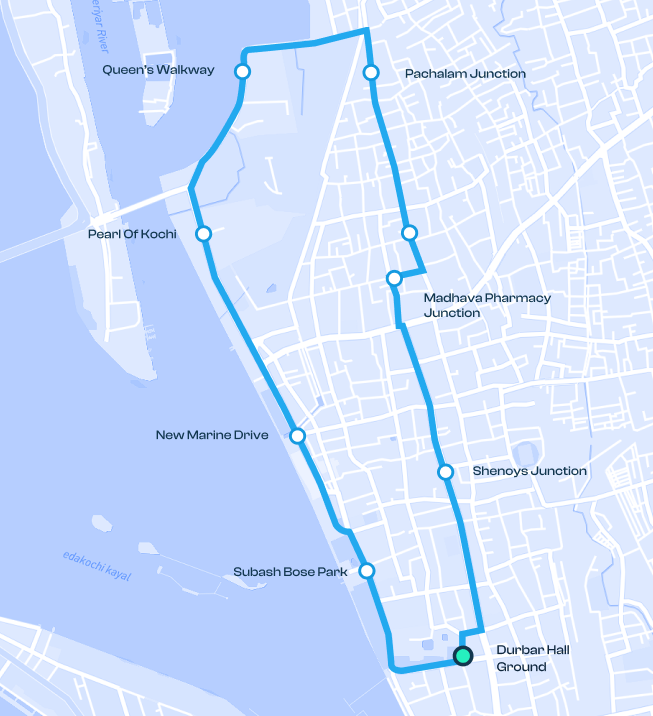 eriyar River
Queen's Walkway
Pachalam Junction
Pearl Of Kochi
Madhava Pharmacy
Junction
New Marine Drive
Shenoys Junction
edakochi kayal
Subash Bose Park
Durbar Hall
Ground